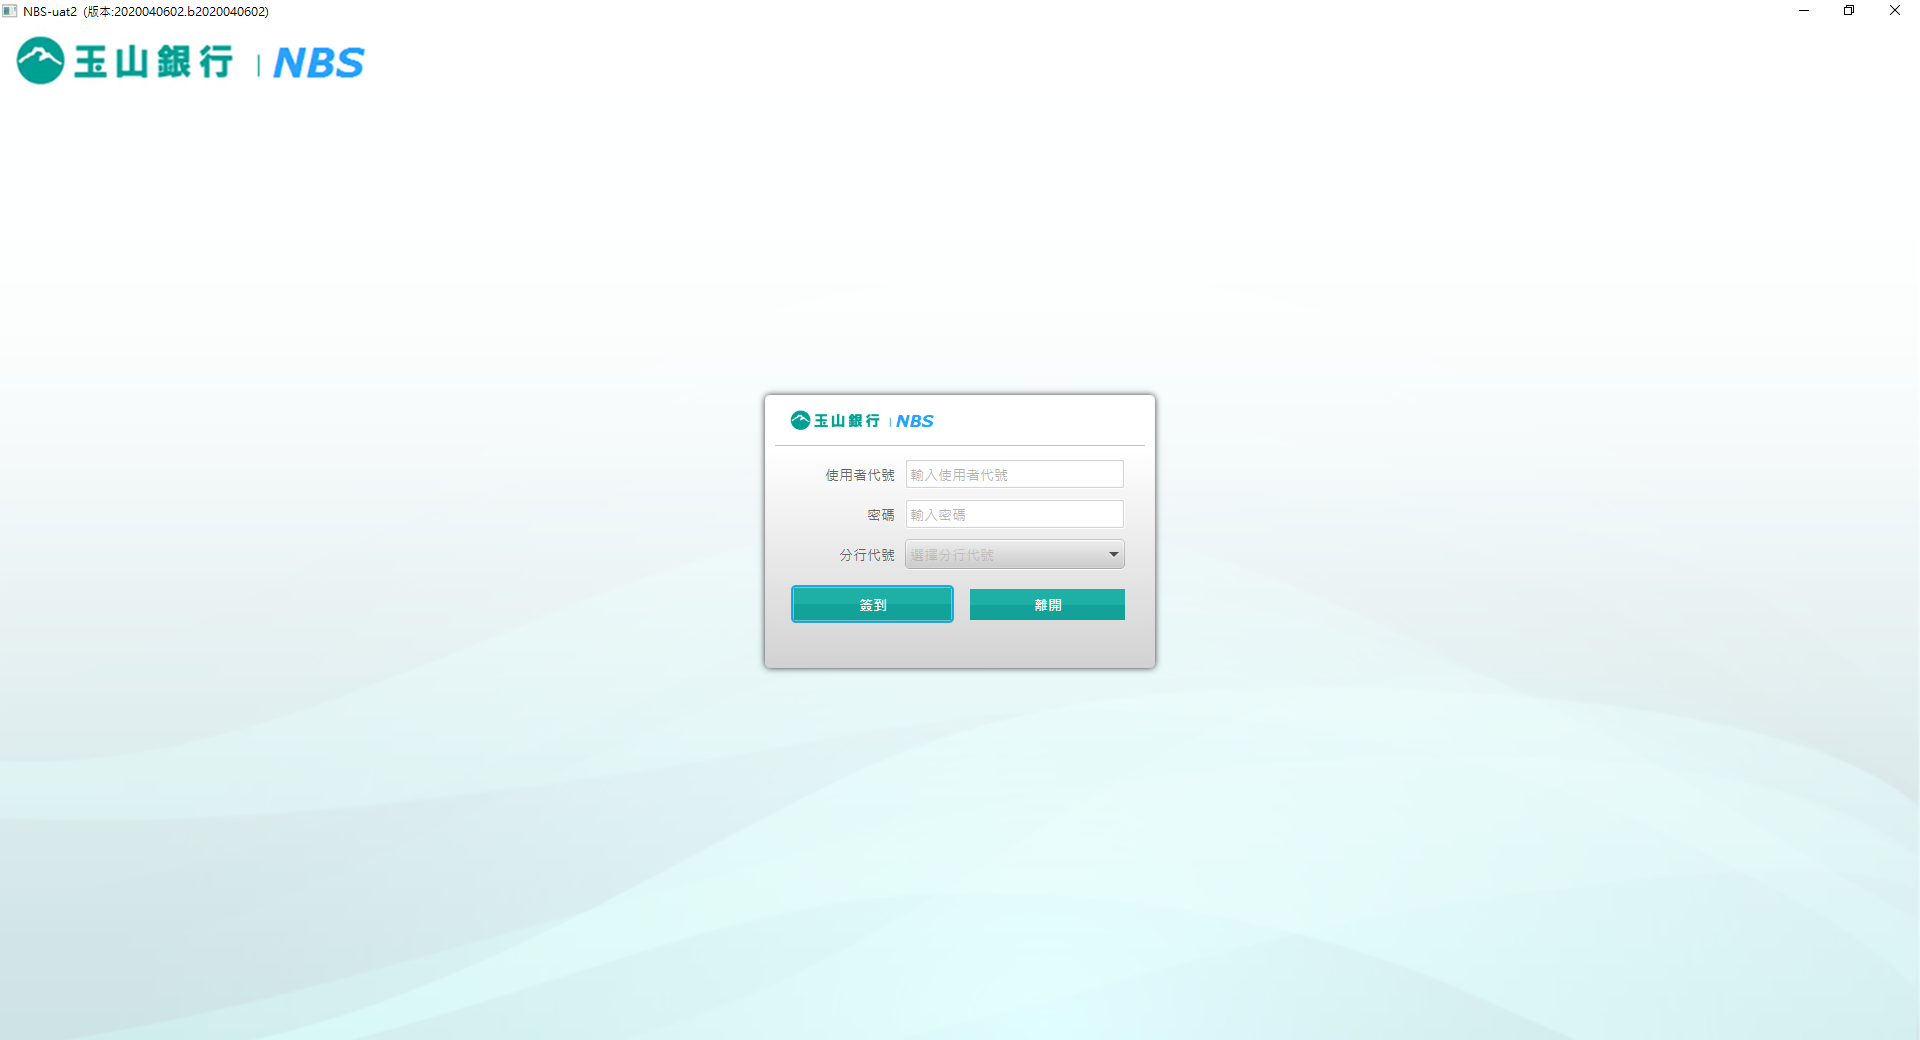 NBS-uat2 (版本:2020040602.b2020040602)
玉山銀行 | NBS
玉山銀行 | NBS
使用者代號 輸入使用者代號
密碼 輸入密碼
分行代號 選擇分行代號
簽到 離開